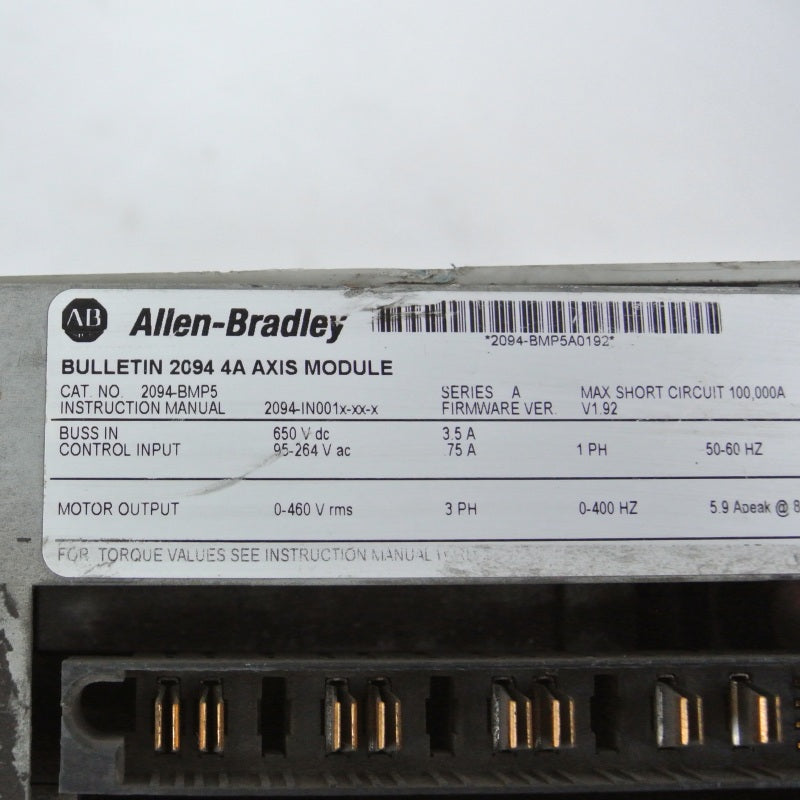 AB Allen-Bradley
*2094-BMP5A0192*
BULLETIN 2094 4A AXIS MODULE
CAT. NO. 2094-BMP5 SERIES A MAX SHORT CIRCUIT 100,000A
INSTRUCTION MANUAL 2094-IN001x-xx-x FIRMWARE VER. V1.92
BUSS IN 650 V dc 3.5 A
CONTROL INPUT 95-264 V ac .75 A 1 PH 50-60 HZ
MOTOR OUTPUT 0-460 V rms 3 PH 0-400 HZ 5.9 Apeak @ 8
FOR TORQUE VALUES SEE INSTRUCTION MANUAL